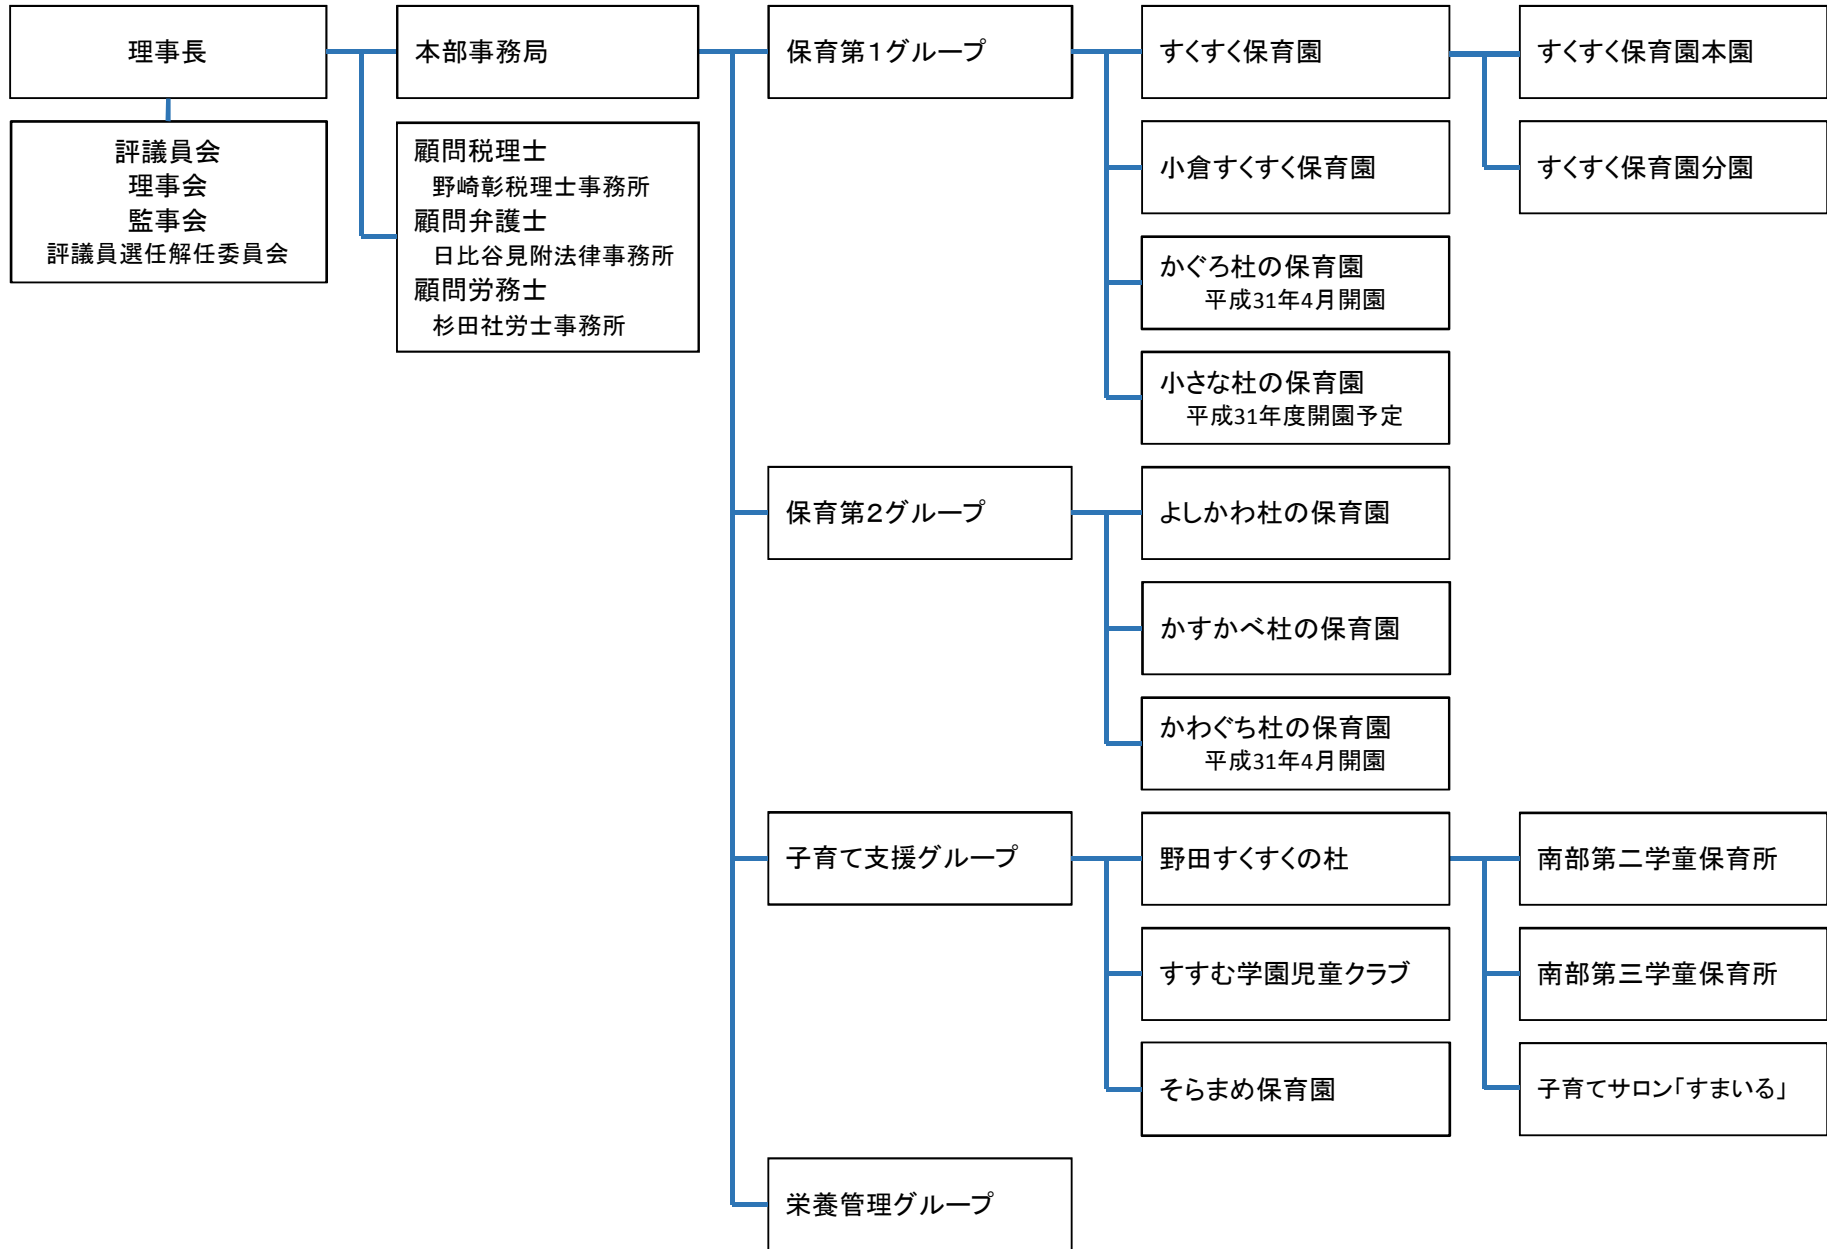 理事長
評議員会
理事会
監事会
評議員選任解任委員会
本部事務局
顧問税理士
野崎彰税理士事務所
顧問弁護士
日比谷見附法律事務所
顧問労務士
杉田社労士事務所
保育第1グループ
すくすく保育園
すくすく保育園本園
すくすく保育園分園
小倉すくすく保育園
かぐろ杜の保育園
平成31年4月開園
小さな杜の保育園
平成31年度開園予定
保育第2グループ
よしかわ杜の保育園
かすかべ杜の保育園
かわぐち杜の保育園
平成31年4月開園
子育て支援グループ
野田すくすくの杜
南部第二学童保育所
南部第三学童保育所
子育てサロン「すまいる」
すすむ学園児童クラブ
そらまめ保育園
栄養管理グループ